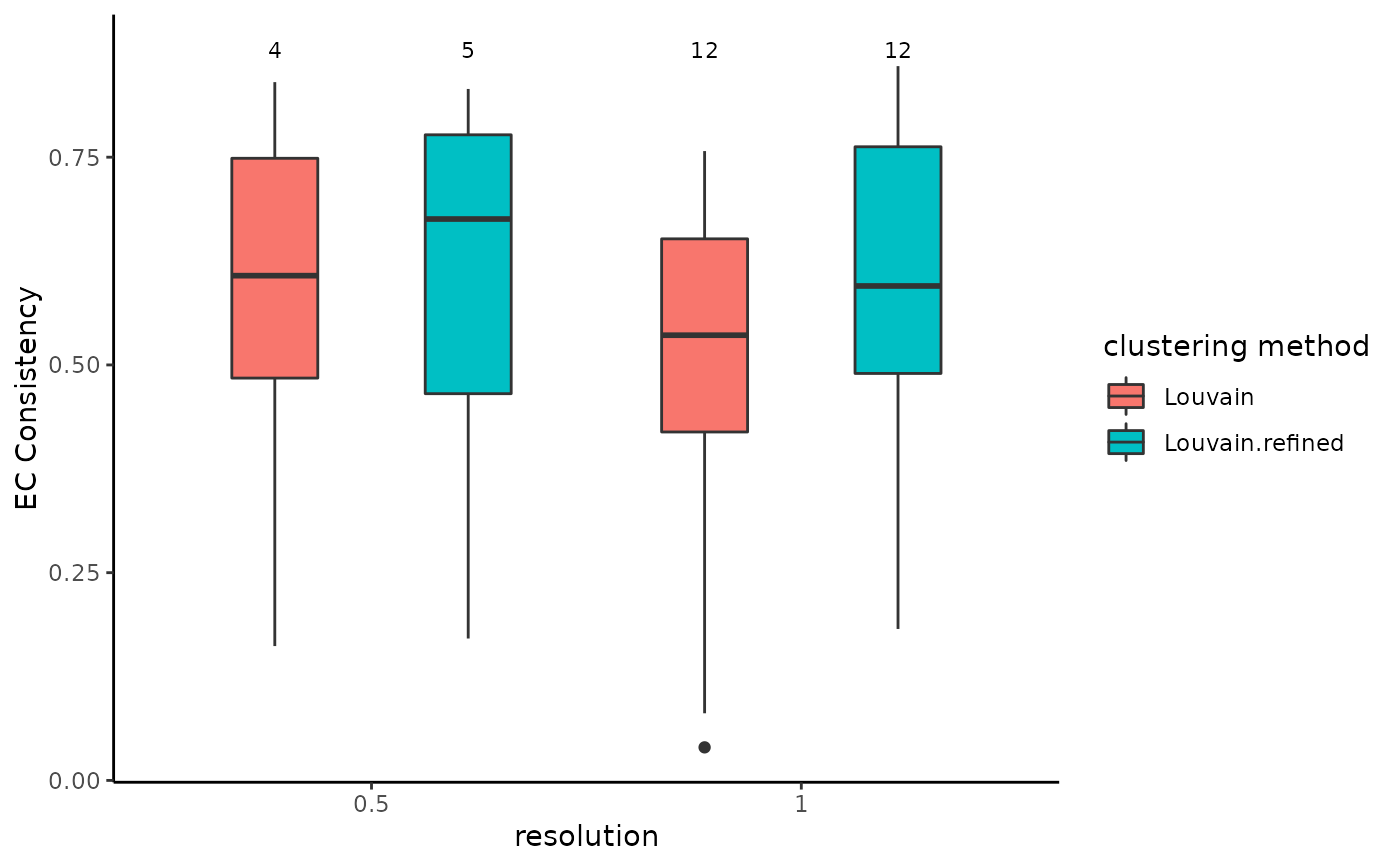 4 5 12 12
0.75
0.50
0.25
0.00
EC Consistency
0.5 1
resolution
clustering method
Louvain
Louvain.refined